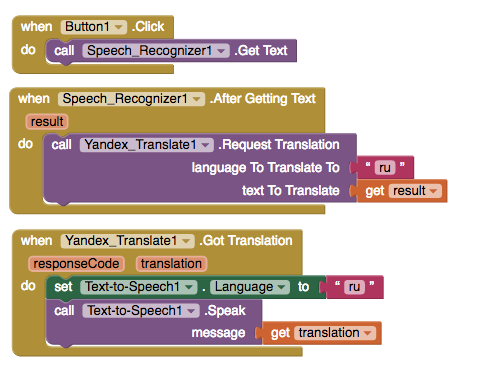 when Button1 .Click
do call Speech_Recognizer1 .Get Text
when Speech_Recognizer1 .After Getting Text
result
do call Yandex_Translate1 .Request Translation
language To Translate To " ru "
text To Translate get result
when Yandex_Translate1 .Got Translation
responseCode translation
do set Text-to-Speech1 . Language to " ru "
call Text-to-Speech1 .Speak
message get translation